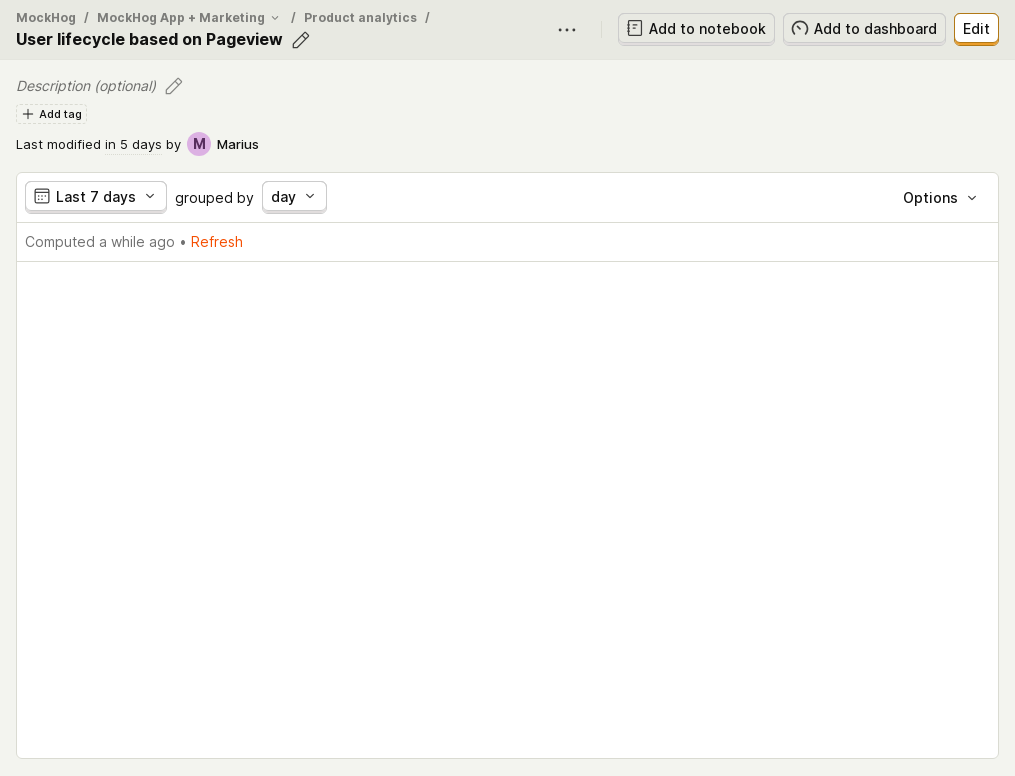 MockHog / MockHog App + Marketing / Product analytics /
User lifecycle based on Pageview
Add to notebook
Add to dashboard
Edit
Description (optional)
Add tag
Last modified in 5 days by M Marius
Last 7 days grouped by day
Options
Computed a while ago • Refresh